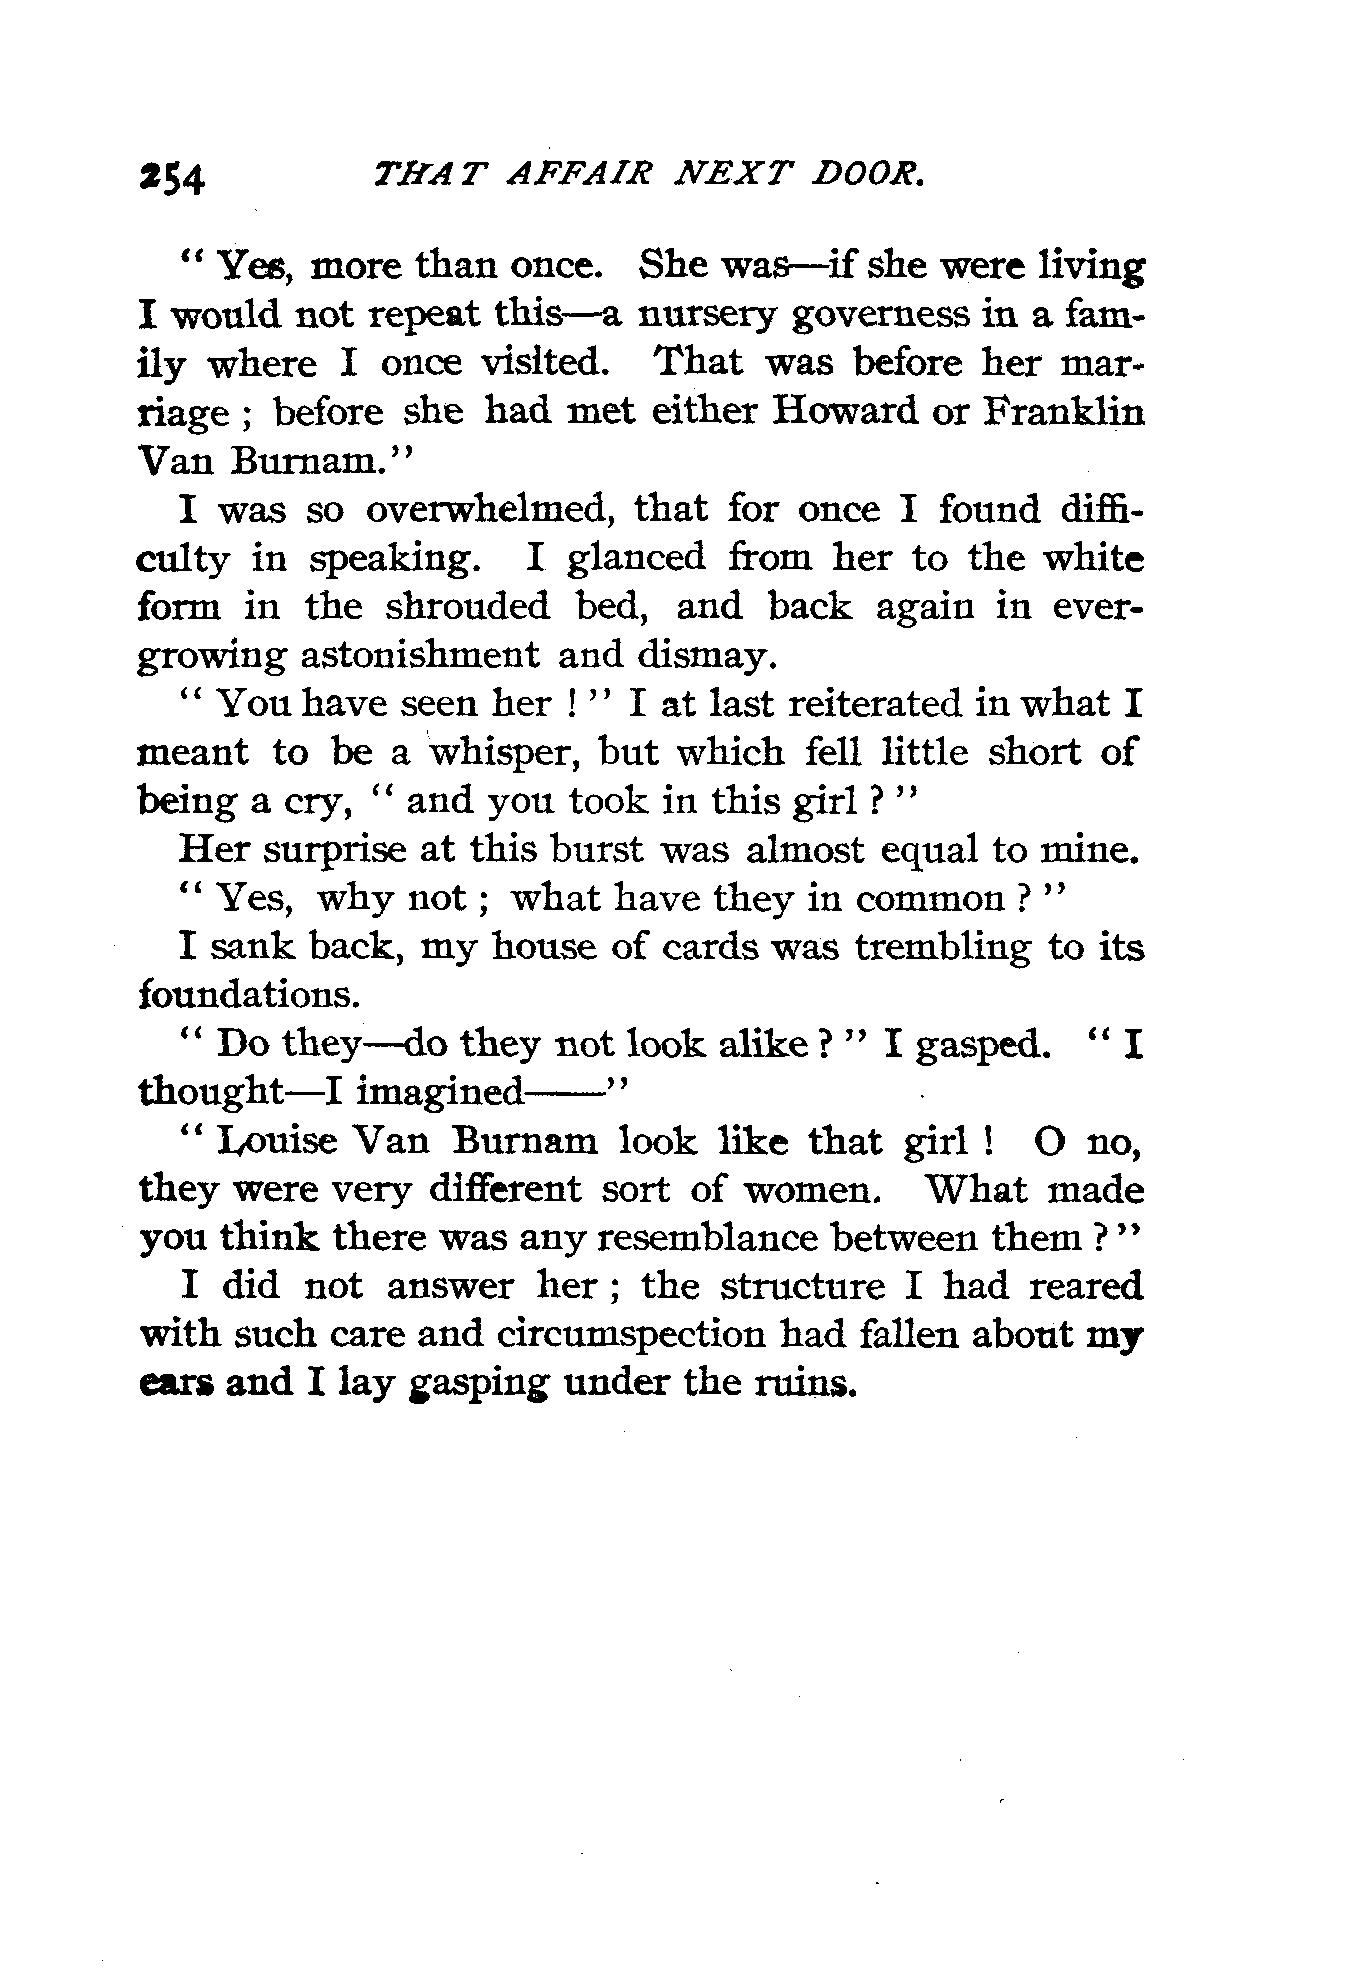 254 THAT AFFAIR NEXT DOOR.
" Yes, more than once. She was—if she were living
I would not repeat this—a nursery governess in a fam-
ily where I once visited. That was before her mar-
riage ; before she had met either Howard or Franklin
Van Burnam."
I was so overwhelmed, that for once I found diffi-
culty in speaking. I glanced from her to the white
form in the shrouded bed, and back again in ever-
growing astonishment and dismay.
" You have seen her ! " I at last reiterated in what I
meant to be a whisper, but which fell little short of
being a cry, " and you took in this girl ? "
Her surprise at this burst was almost equal to mine.
" Yes, why not ; what have they in common ? "
I sank back, my house of cards was trembling to its
foundations.
" Do they—do they not look alike ? " I gasped. " I
thought—I imagined——"
" Louise Van Burnam look like that girl ! O no,
they were very different sort of women. What made
you think there was any resemblance between them ? "
I did not answer her ; the structure I had reared
with such care and circumspection had fallen about my
ears and I lay gasping under the ruins.